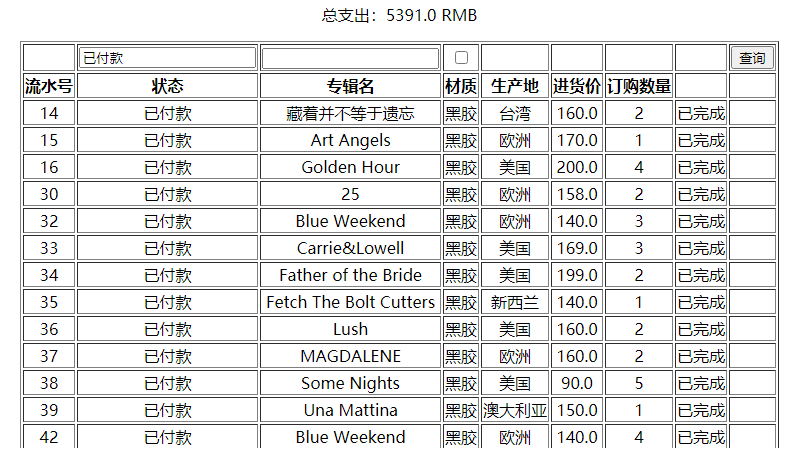 总支出：5391.0 RMB
已付款 查询
流水号 状态 专辑名 材质 生产地 进货价 订购数量
14 已付款 藏着并不等于遗忘 黑胶 台湾 160.0 2 已完成
15 已付款 Art Angels 黑胶 欧洲 170.0 1 已完成
16 已付款 Golden Hour 黑胶 美国 200.0 4 已完成
30 已付款 25 黑胶 欧洲 158.0 2 已完成
32 已付款 Blue Weekend 黑胶 欧洲 140.0 3 已完成
33 已付款 Carrie&Lowell 黑胶 美国 169.0 3 已完成
34 已付款 Father of the Bride 黑胶 美国 199.0 2 已完成
35 已付款 Fetch The Bolt Cutters 黑胶 新西兰 140.0 1 已完成
36 已付款 Lush 黑胶 美国 160.0 2 已完成
37 已付款 MAGDALENE 黑胶 欧洲 160.0 2 已完成
38 已付款 Some Nights 黑胶 美国 90.0 5 已完成
39 已付款 Una Mattina 黑胶 澳大利亚 150.0 1 已完成
42 已付款 Blue Weekend 黑胶 欧洲 140.0 4 已完成